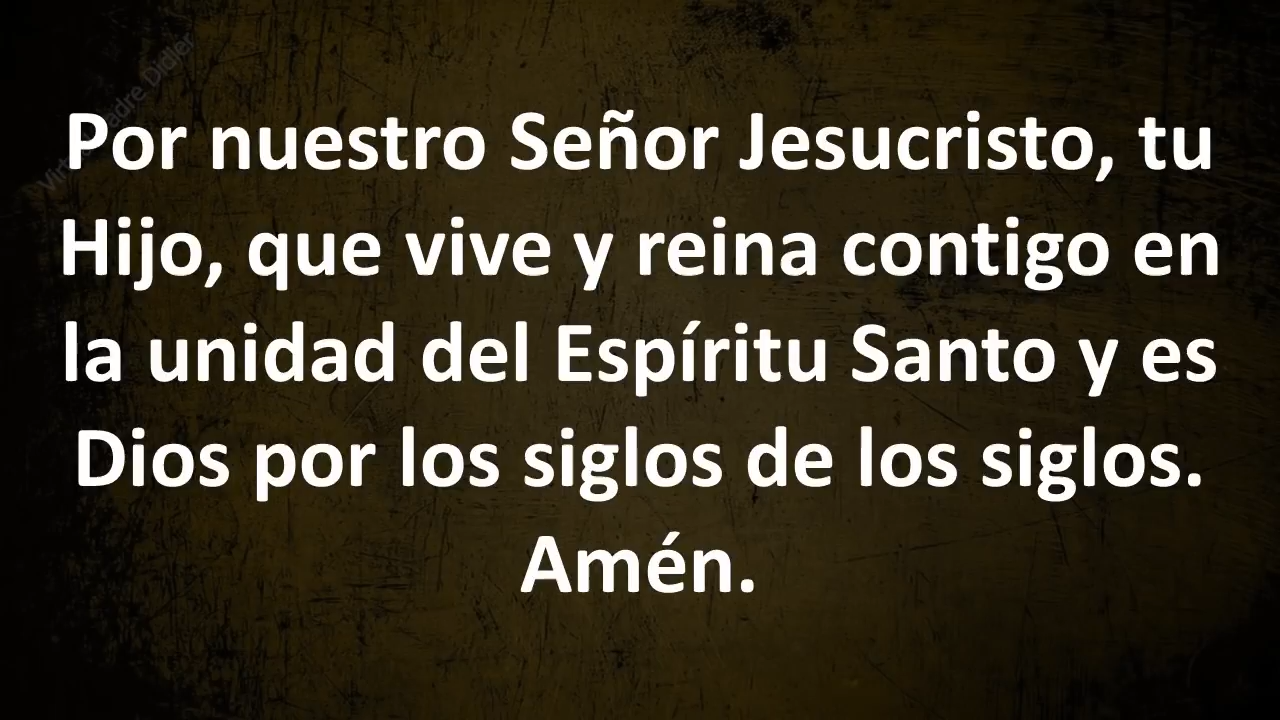 Por nuestro Señor Jesucristo, tu
Hijo, que vive y reina contigo en
la unidad del Espíritu Santo y es
Dios por los siglos de los siglos.
Amén.